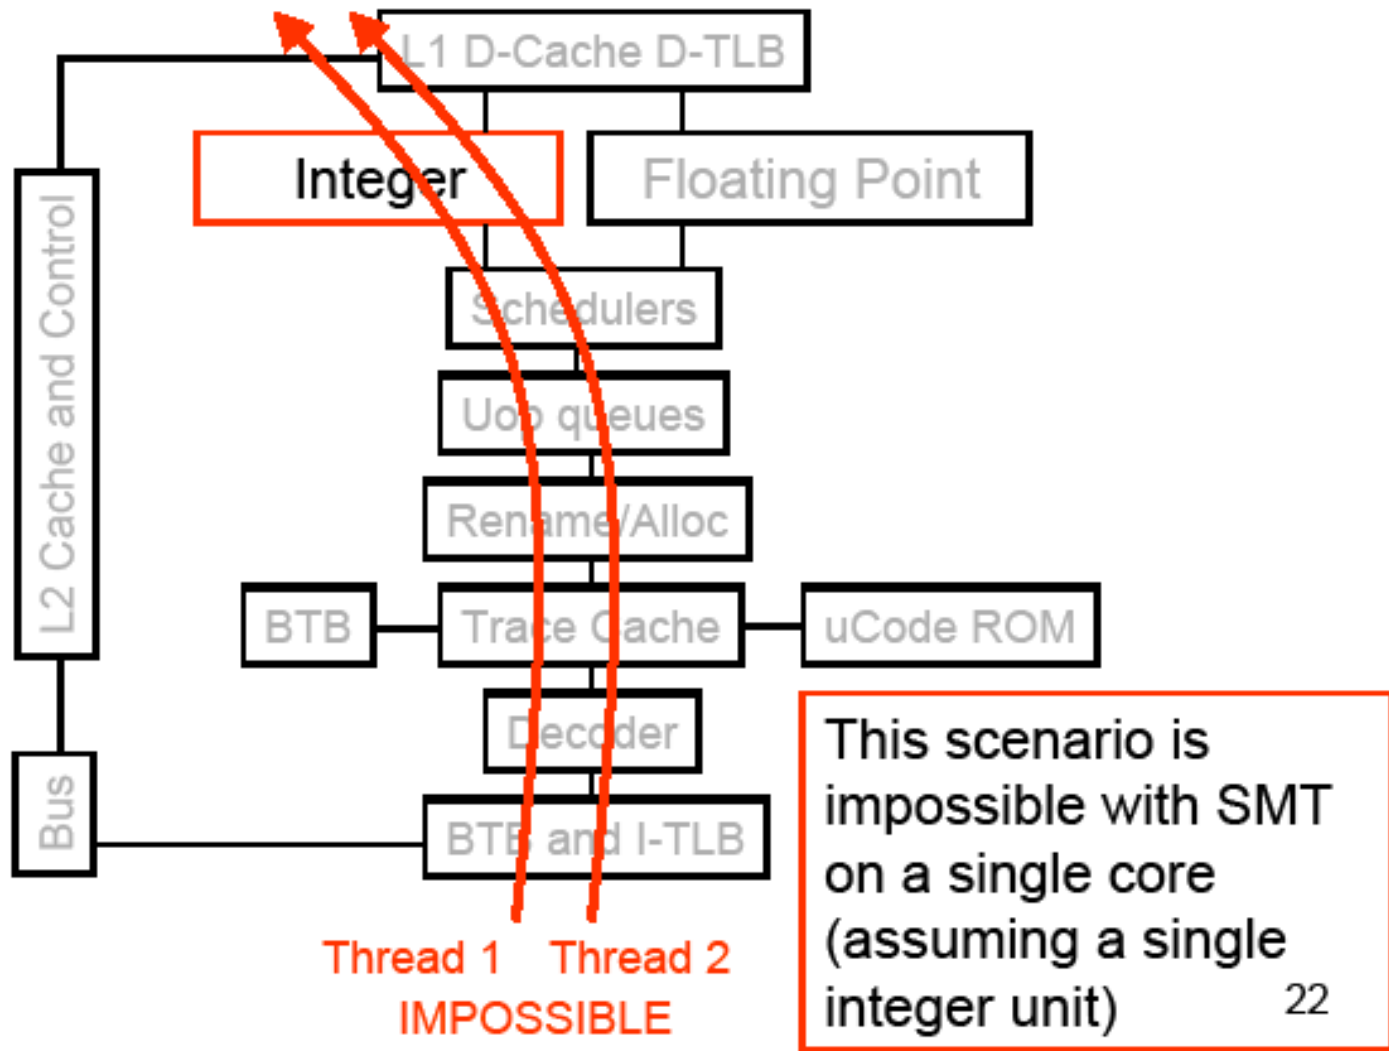 L1 D-Cache D-TLB
Integer
Floating Point
L2 Cache and Control
Schedulers
Uop queues
Rename/Alloc
BTB
Trace Cache
uCode ROM
Decoder
Bus
BTB and I-TLB
Thread 1
Thread 2
IMPOSSIBLE
This scenario is
impossible with SMT
on a single core
(assuming a single
integer unit)
22